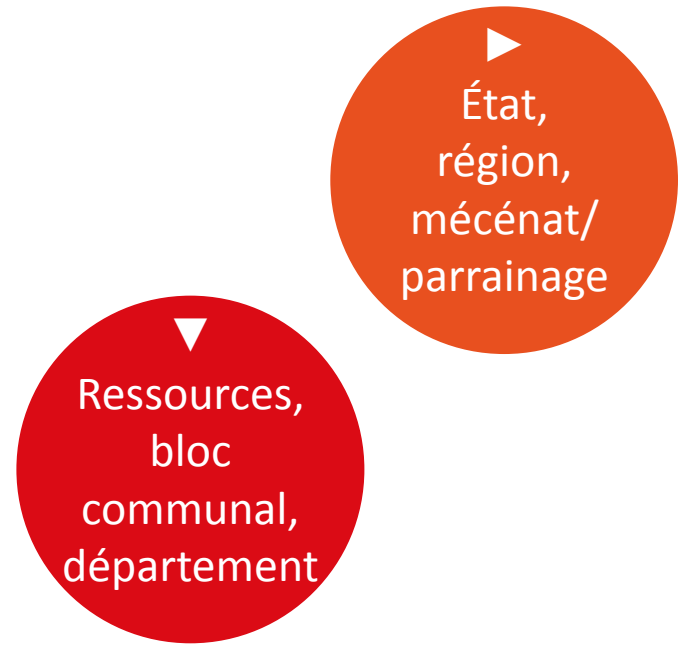 ▶
État,
région,
mécénat/
parrainage
▼
Ressources,
bloc
communal,
département